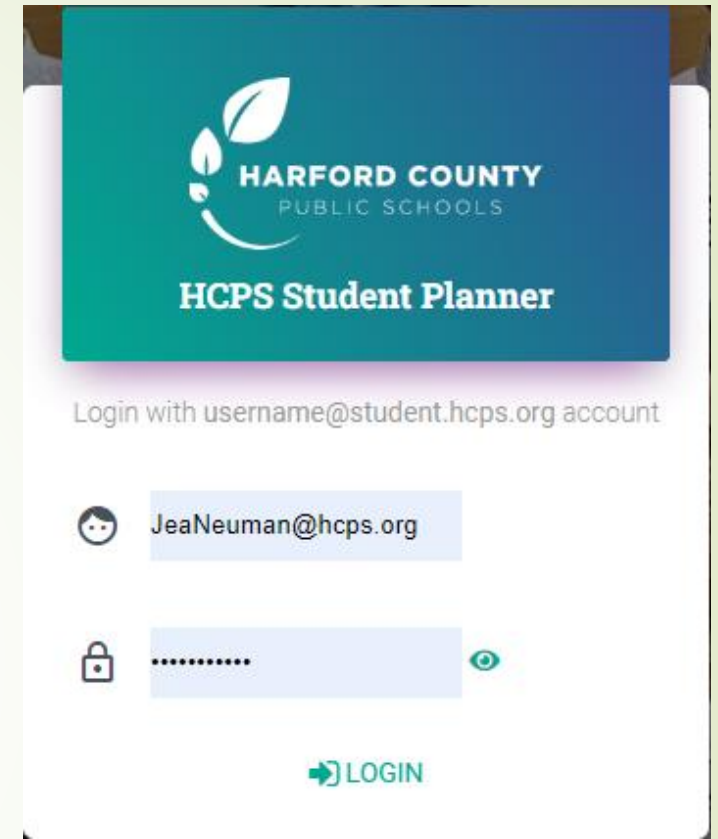 HARFORD COUNTY
PUBLIC SCHOOLS
HCPS Student Planner
Login with username@student.hcps.org account
JeaNeuman@hcps.org
•••••••••••
LOGIN